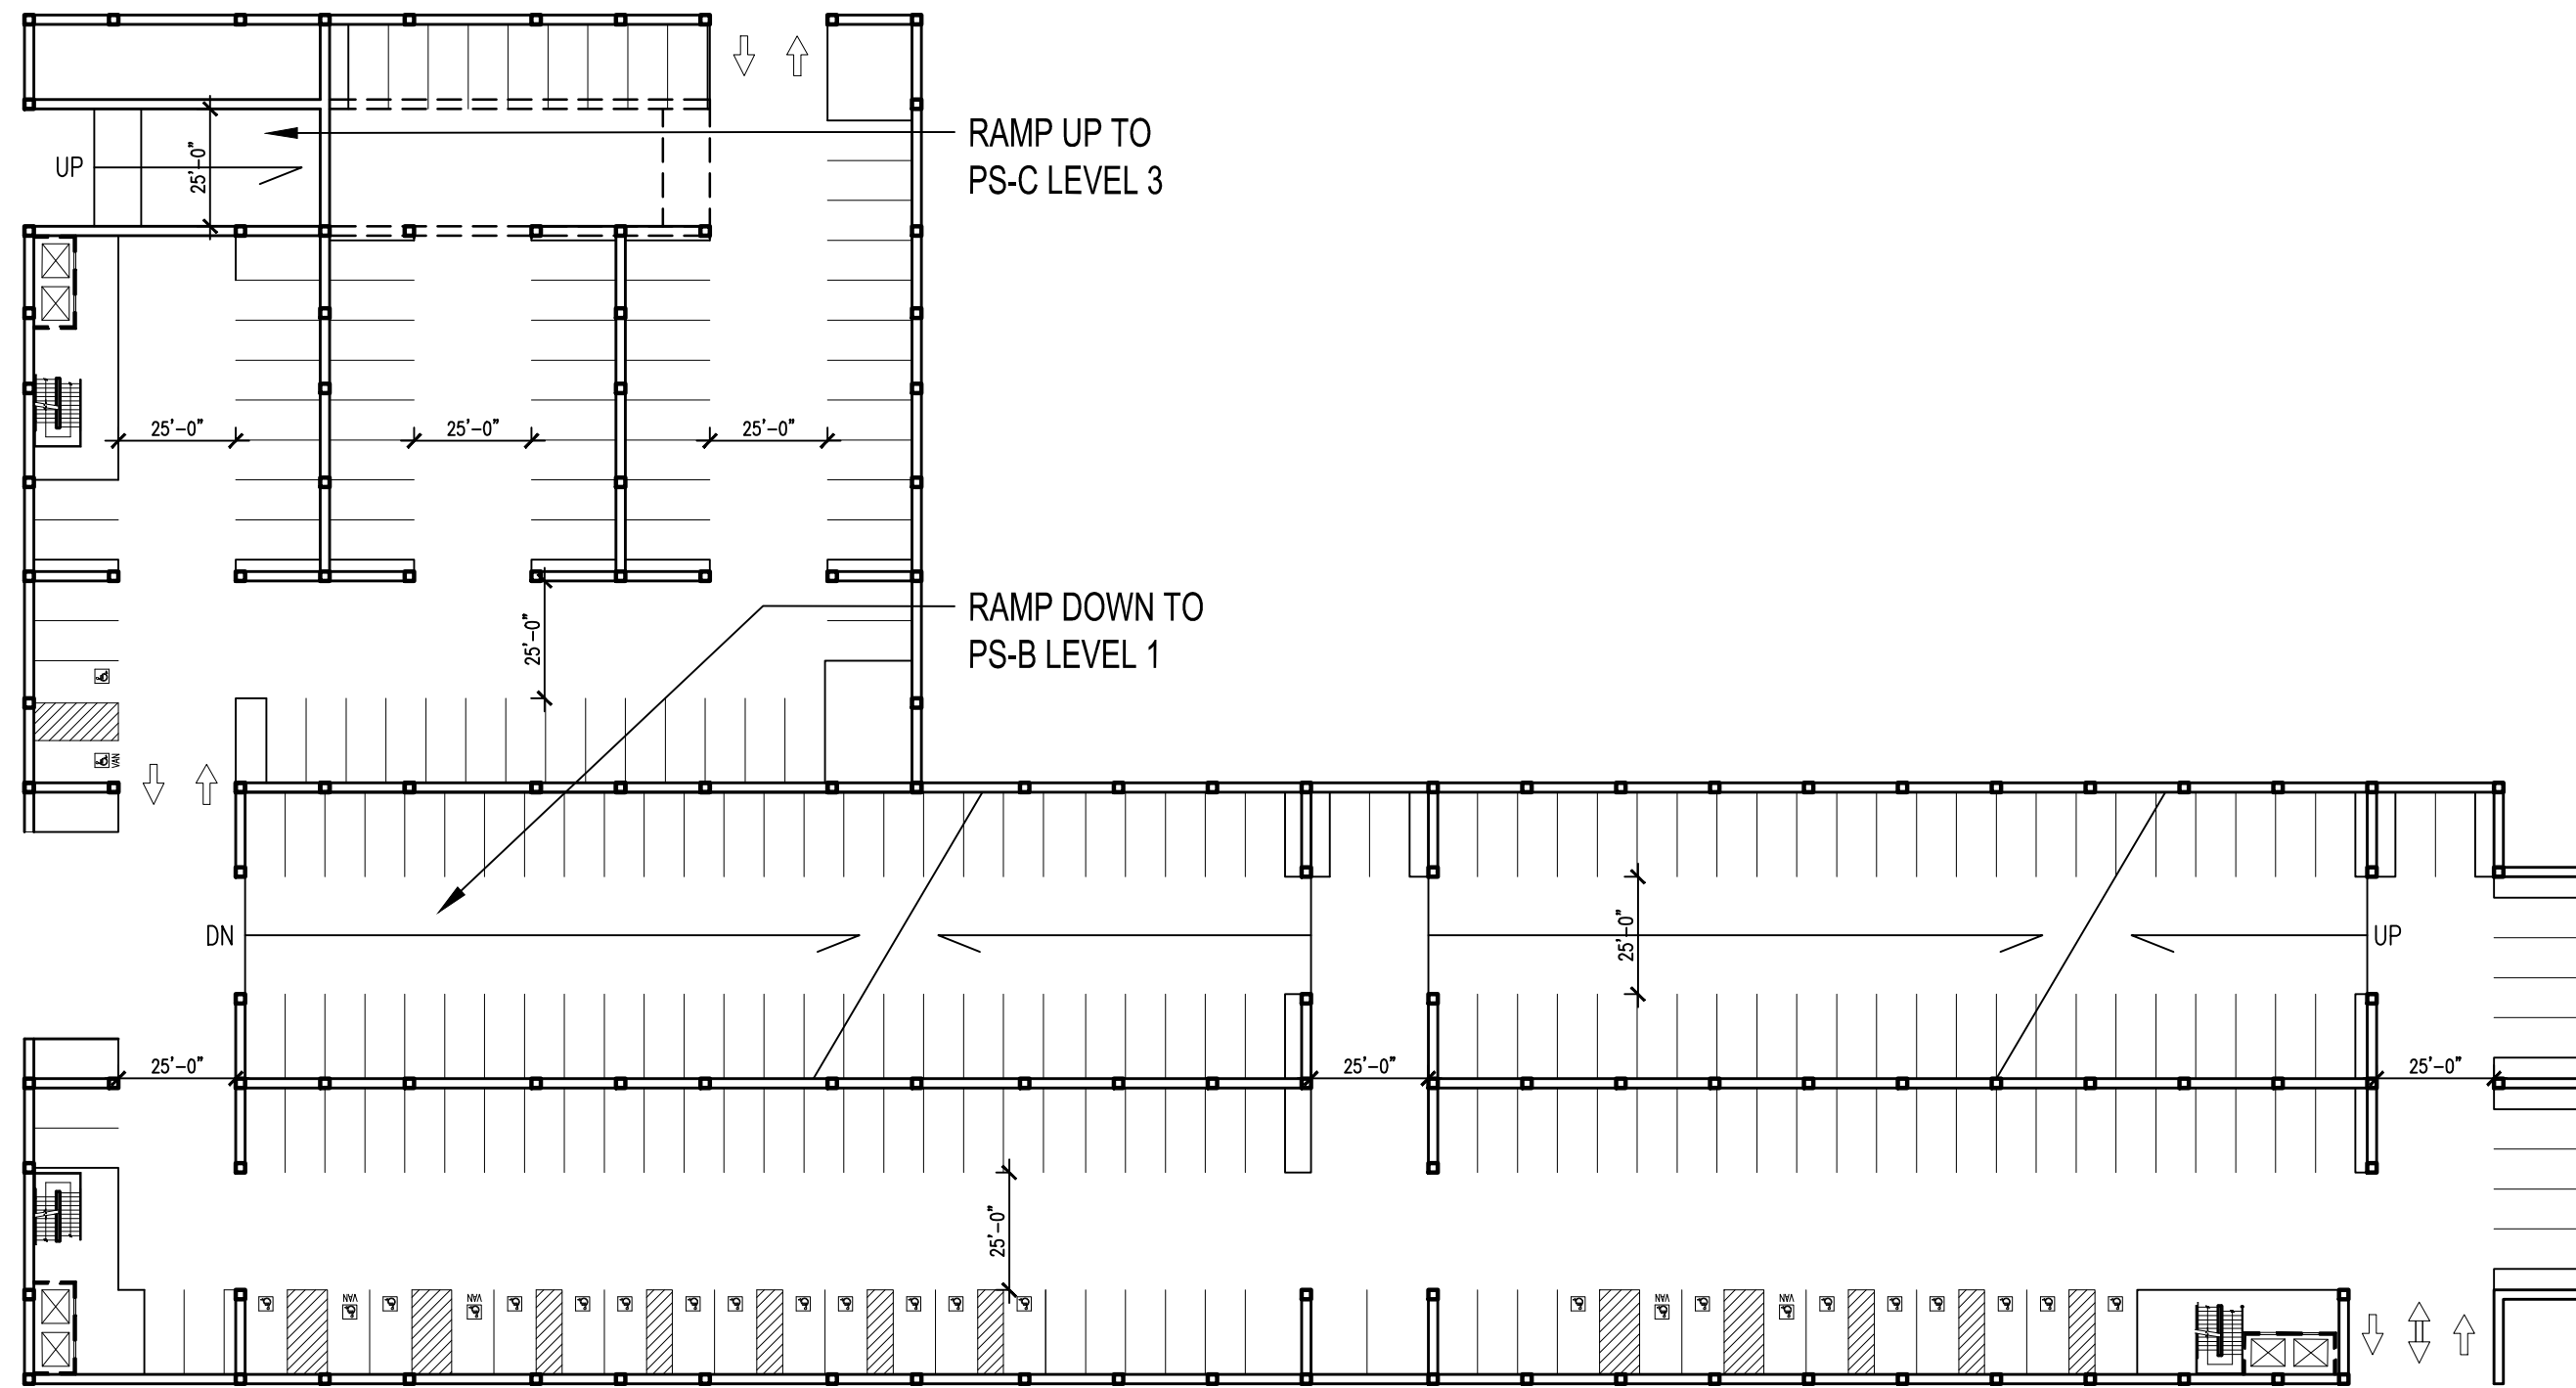 RAMP UP TO
PS-C LEVEL 3
UP
25'-0"
25'-0"
25'-0"
25'-0"
RAMP DOWN TO
PS-B LEVEL 1
25'-0"
VAN
DN
25'-0"
UP
25'-0"
25'-0"
25'-0"
25'-0"
VAN
VAN
VAN
VAN